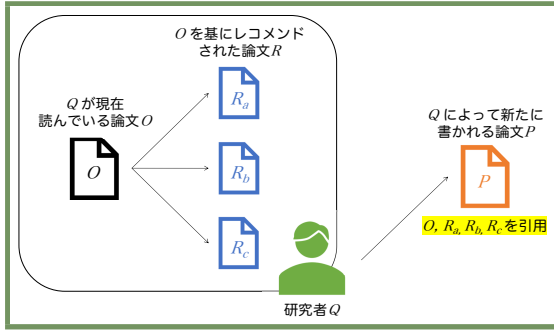 Oを基にレコメンド
された論文R
Qが現在
読んでいる論文O
O
Ra
Rb
Rc
Qによって新たに
書かれる論文P
P
O, Ra, Rb, Rcを引用
研究者Q